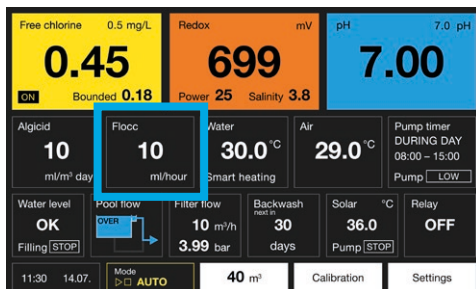 Free chlorine 0.5 mg/L
0.45
ON Bounded 0.18
Redox mV
699
Power 25 Salinity 3.8
pH 7.0 pH
7.00
Algicid
10
ml/m³ day
Flocc
10
ml/hour
Water
30.0°C
Smart heating
Air
29.0°C
Pump timer
DURING DAY
08:00 – 15:00
Pump LOW
Water level
OK
Filling STOP
Pool flow
OVER
Filter flow
10 m³/h
3.99 bar
Backwash
next in
30
days
Solar °C
36.0
Pump STOP
Relay
OFF
11:30 14.07.
Mode
AUTO
40 m³
Calibration
Settings